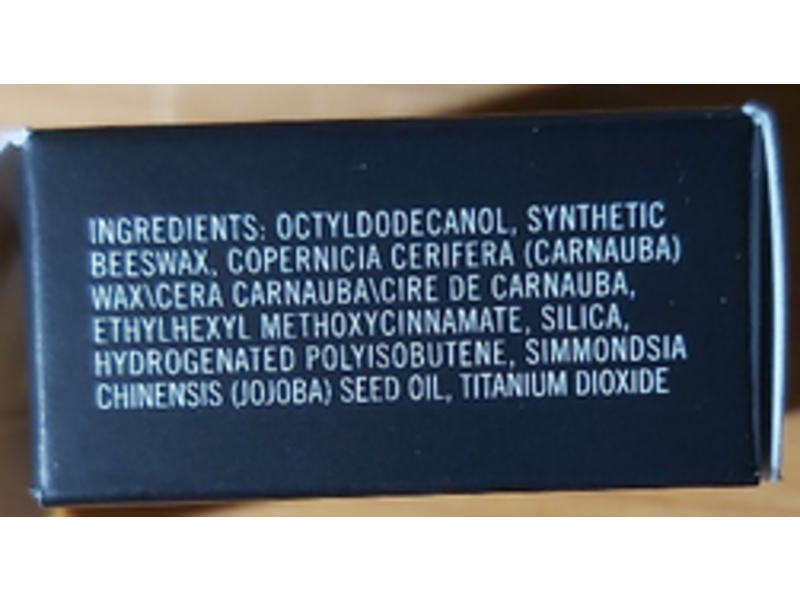 INGREDIENTS: OCTYLDODECANOL, SYNTHETIC
BEESWAX, COPERNICIA CERIFERA (CARNAUBA)
WAX\CERA CARNAUBA\CIRE DE CARNAUBA,
ETHYLHEXYL METHOXYCINNAMATE, SILICA,
HYDROGENATED POLYISOBUTENE, SIMMONDSIA
CHINENSIS (JOJOBA) SEED OIL, TITANIUM DIOXIDE